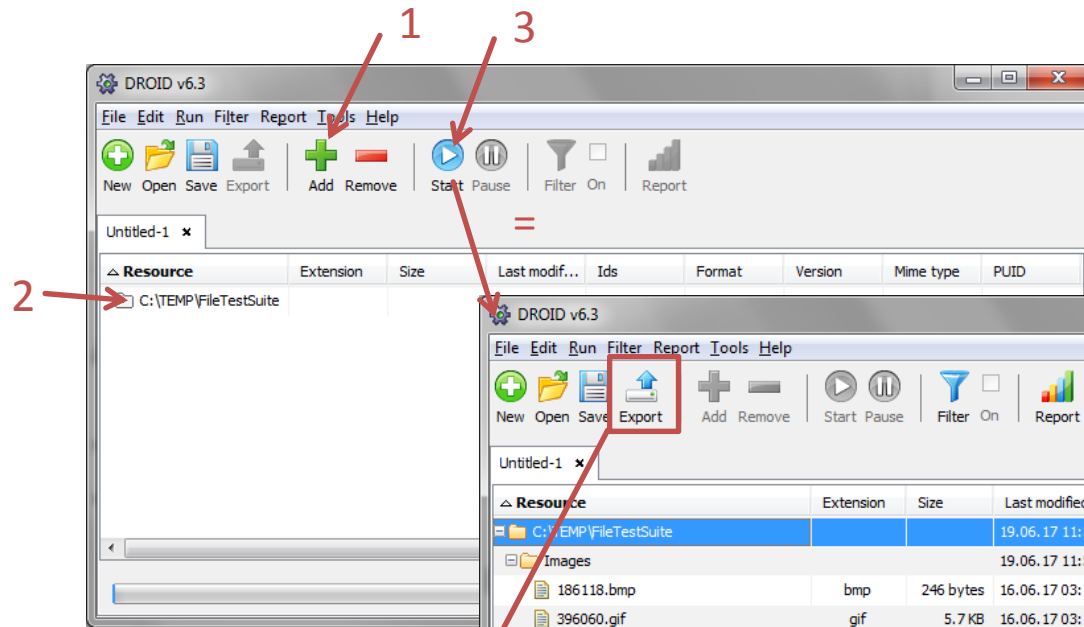 1
3
DROID v6.3
File Edit Run Filter Report Tools Help
New Open Save Export Add Remove Start Pause Filter On Report
=
Untitled-1
Resource Extension Size Last modif... Ids Format Version Mime type PUID
2
C:\TEMP\FileTestSuite
DROID v6.3
File Edit Run Filter Report Tools Help
New Open Save Export Add Remove Start Pause Filter On Report
Untitled-1
Resource Extension Size Last modified
C:\TEMP\FileTestSuite 19.06.17 11:
Images 19.06.17 11:
186118.bmp bmp 246 bytes 16.06.17 03:
396060.gif gif 5.7 KB 16.06.17 03: